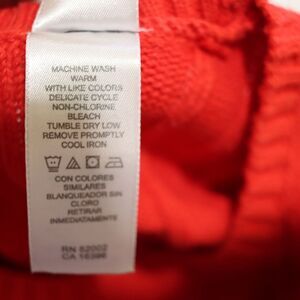 MACHINE WASH
WARM
WITH LIKE COLORS
DELICATE CYCLE
NON-CHLORINE
BLEACH
TUMBLE DRY LOW
REMOVE PROMPTLY
COOL IRON
CON COLORES
SIMILARES
BLANQUEADOR SIN
CLORO
RETIRAR
INMEDIATAMENTE
RN 52002
CA